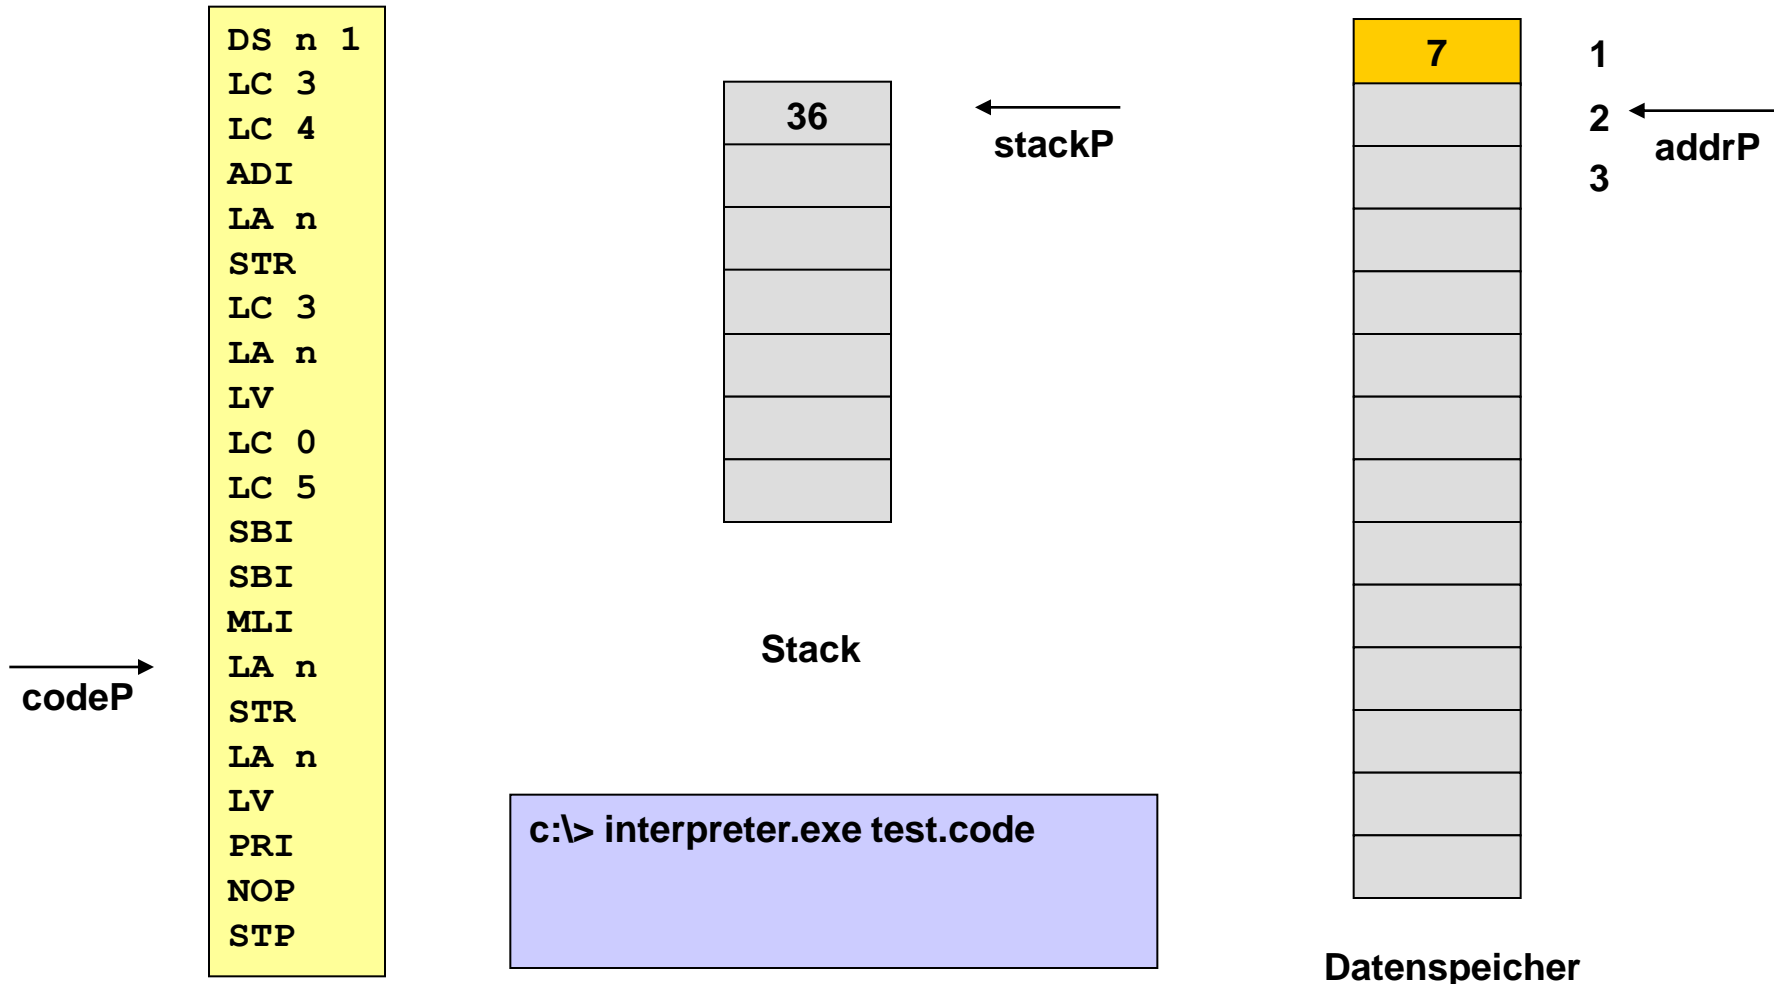 DS n 1
LC 3
LC 4
ADI
LA n
STR
LC 3
LA n
LV
LC 0
LC 5
SBI
SBI
MLI
LA n
STR
LA n
LV
PRI
NOP
STP
codeP
36
stackP
Stack
c:\> interpreter.exe test.code
7
1
2
3
addrP
Datenspeicher